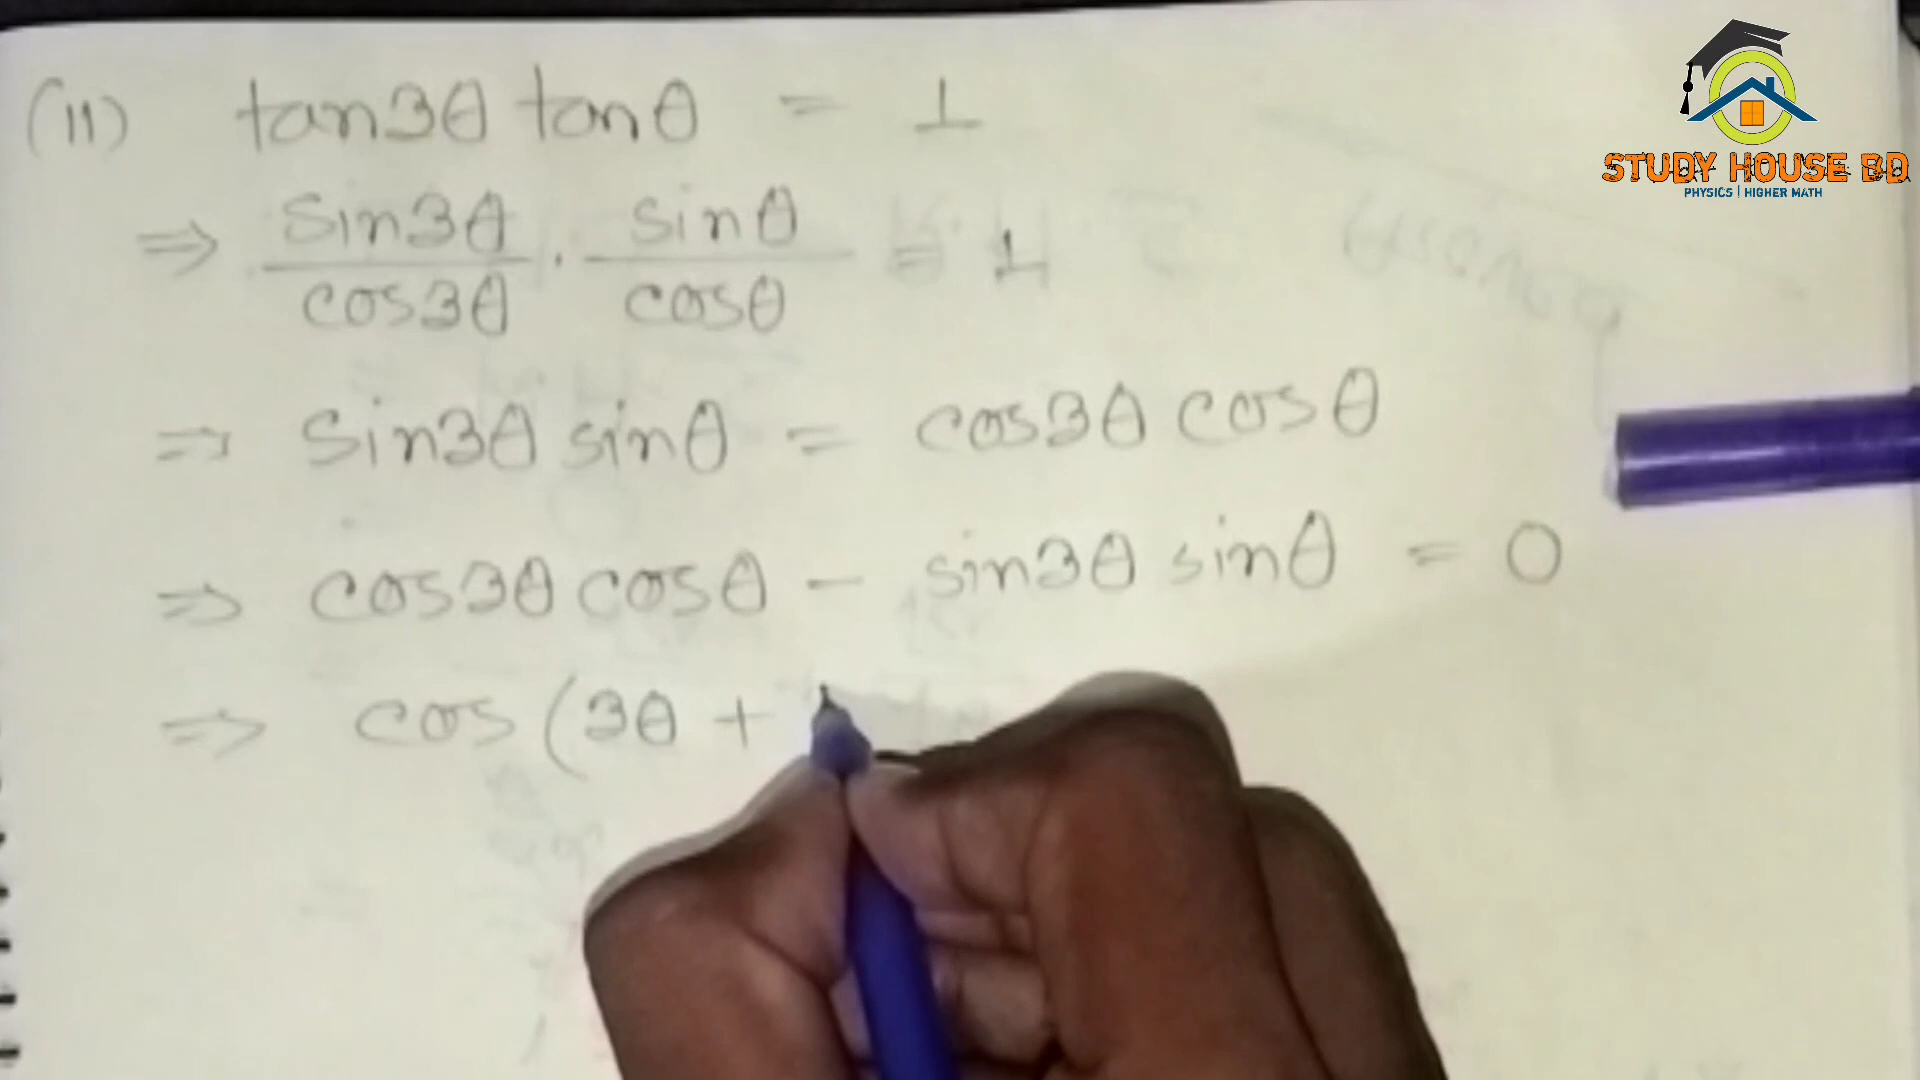 STUDY HOUSE BD
PHYSICS | HIGHER MATH
(11) tan3θ tanθ = 1
⇒ sin3θ/cos3θ · sinθ/cosθ = 1
⇒ sin3θ sinθ = cos3θ cosθ
⇒ cos3θ cosθ − sin3θ sinθ = 0
⇒ cos (3θ +